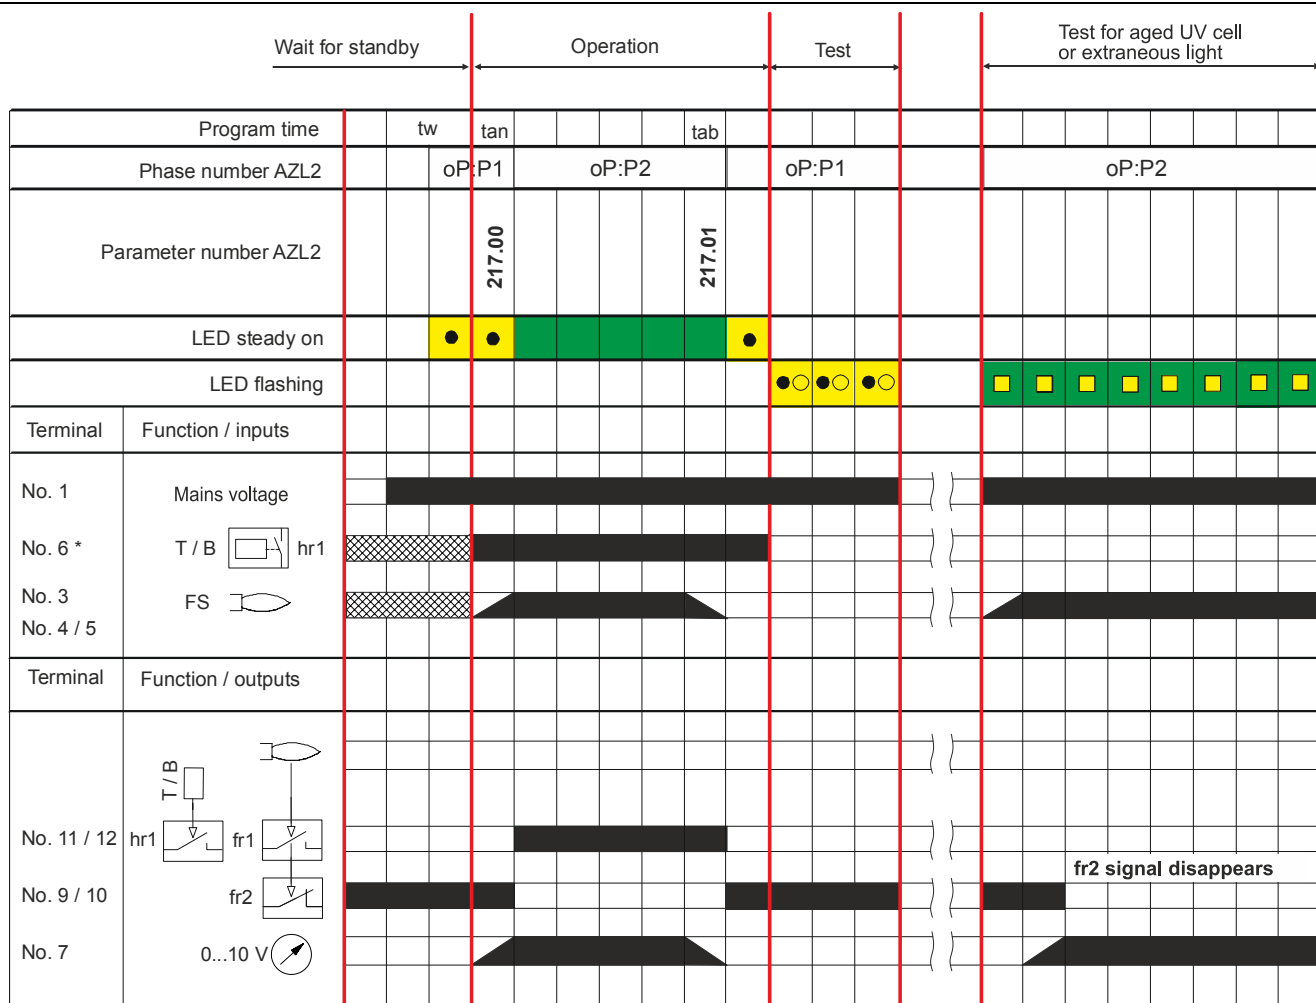 Wait for standby
Operation
Test
Test for aged UV cell
or extraneous light
Program time
tw
tan
tab
Phase number AZL2
oP:P1
oP:P2
oP:P1
oP:P2
Parameter number AZL2
217.00
217.01
LED steady on
LED flashing
Terminal
Function / inputs
No. 1
Mains voltage
No. 6 *
T / B
hr1
No. 3
FS
No. 4 / 5
Terminal
Function / outputs
T / B
No. 11 / 12
hr1
fr1
fr2 signal disappears
No. 9 / 10
fr2
No. 7
0...10 V